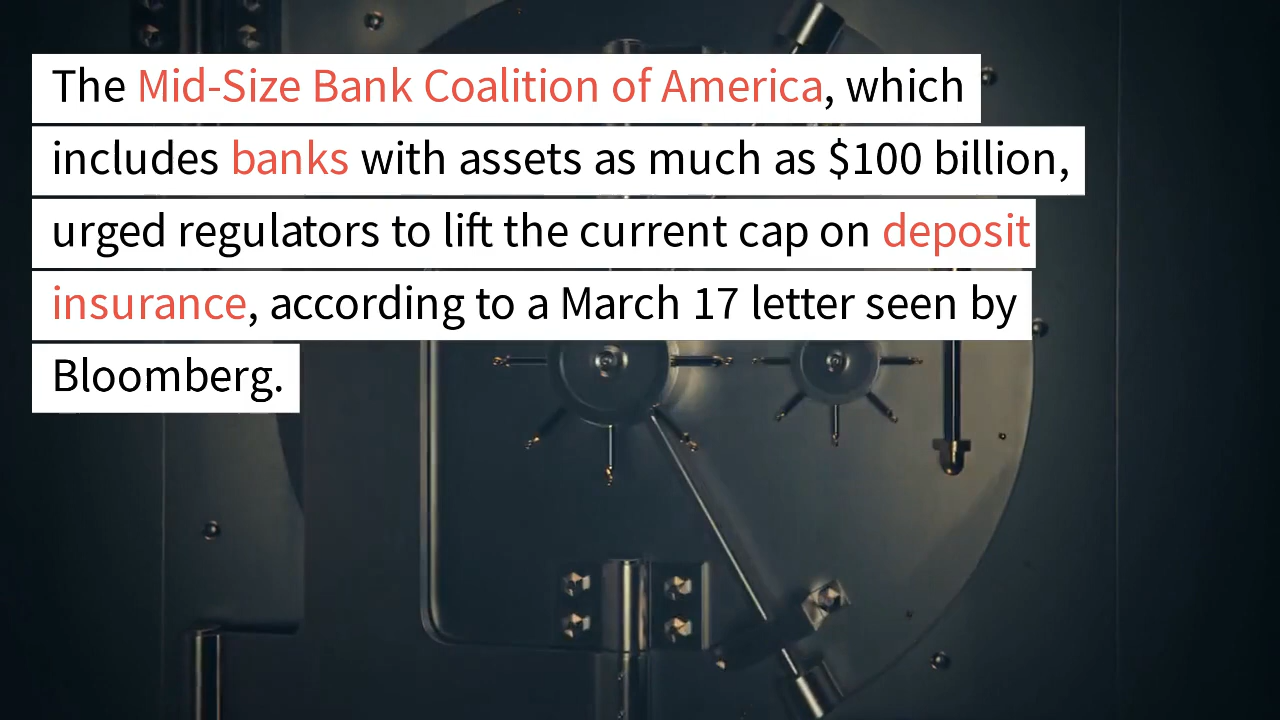 The Mid-Size Bank Coalition of America, which
includes banks with assets as much as $100 billion,
urged regulators to lift the current cap on deposit
insurance, according to a March 17 letter seen by
Bloomberg.